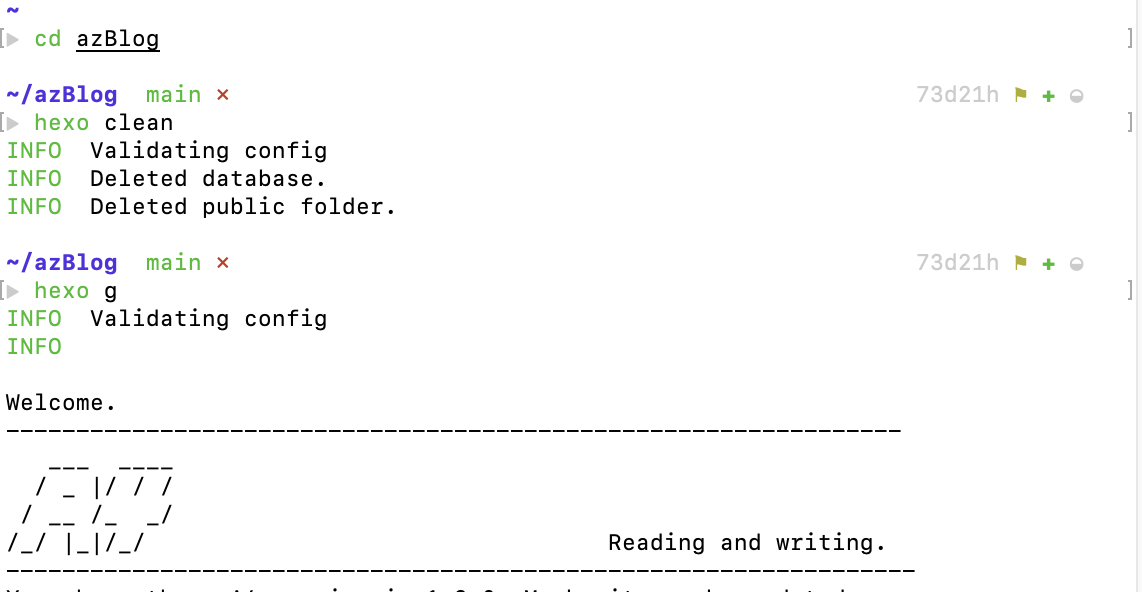 ~
[▶ cd azBlog ]
~/azBlog main × 73d21h ⚑ ✚ ◒
[▶ hexo clean ]
INFO Validating config
INFO Deleted database.
INFO Deleted public folder.
~/azBlog main × 73d21h ⚑ ✚ ◒
[▶ hexo g ]
INFO Validating config
INFO
Welcome.
----------------------------------------------------------------
   ___  ____
  / _ |/ / /
 / __ /_  _/
/_/ |_|/_/ Reading and writing.
-----------------------------------------------------------------